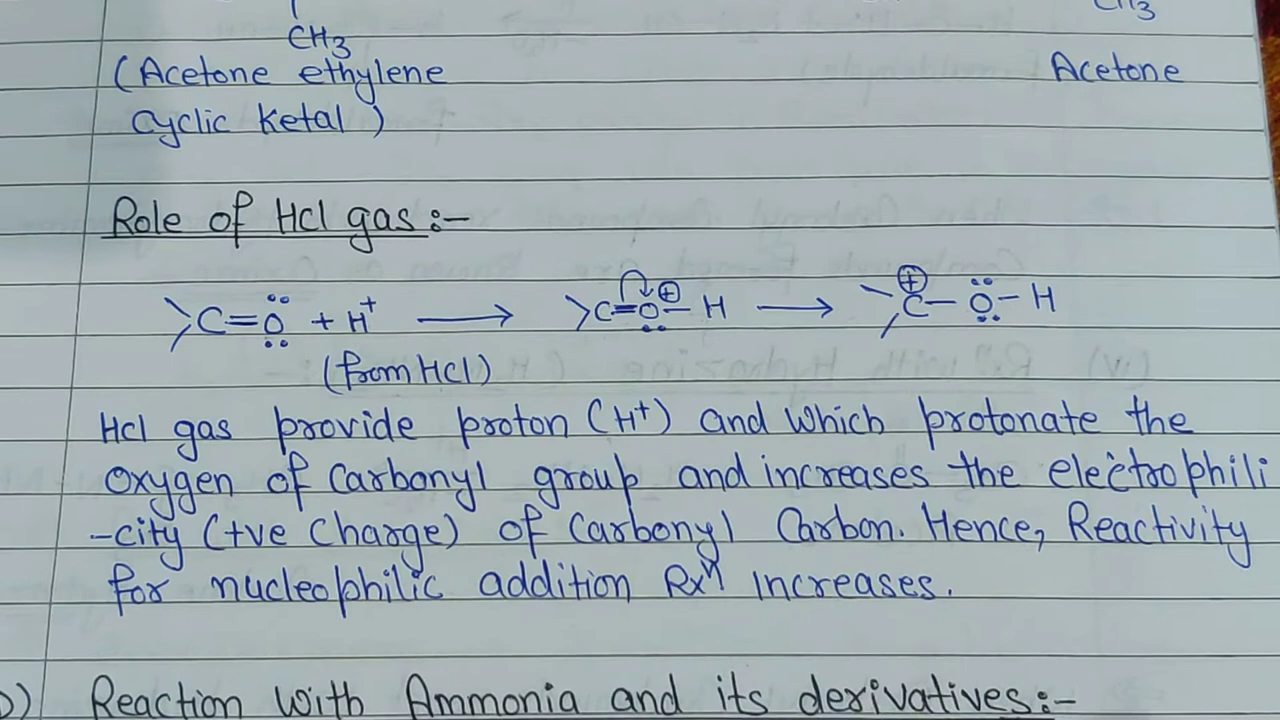 CH3
CH3
(Acetone ethylene
cyclic Ketal)
Acetone
Role of Hcl gas :-
>C=Ö: + H+ ⟶ >C=O⊕-H ⟶ >C⊕-Ö-H
(from HCl)
Hcl gas provide proton (H+) and which protonate the
oxygen of Carbonyl group and increases the electrophili
-city (+ve Charge) of Carbonyl Carbon. Hence, Reactivity
for nucleophilic addition Rxn increases.
Reaction with Ammonia and its derivatives:-